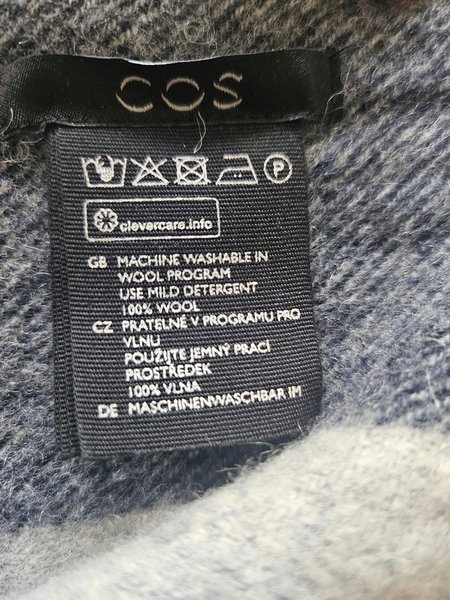 COS
P
clevercare.info
GB MACHINE WASHABLE IN
WOOL PROGRAM
USE MILD DETERGENT
100% WOOL
CZ PRATELNÉ V PROGRAMU PRO
VLNU
POUŽIJTE JEMNÝ PRACÍ
PROSTŘEDEK
100% VLNA
DE MASCHINENWASCHBAR IM